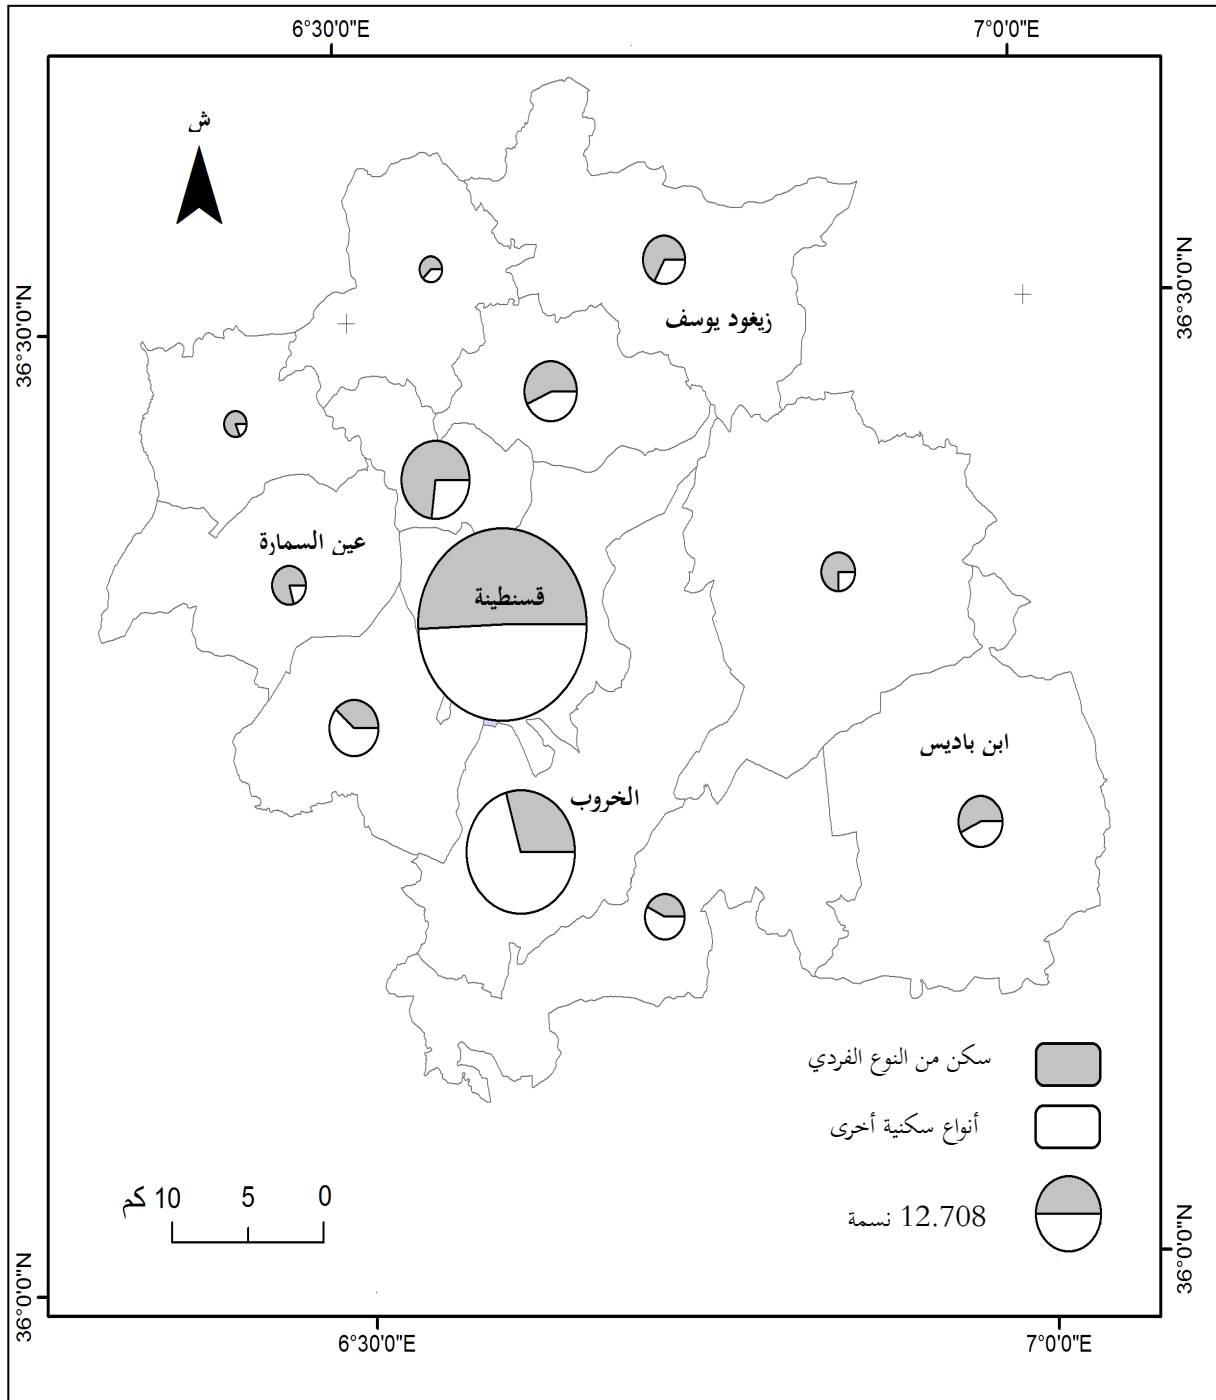 6°30'0"E
7°0'0"E
ش
36°30'0"N
36°30'0"N
زيغود يوسف
عين السمارة
قسنطينة
ابن باديس
الخروب
سكن من النوع الفردي
أنواع سكنية أخرى
12.708 نسمة
10 كم 5 0
36°0'0"N
36°0'0"N
6°30'0"E
7°0'0"E